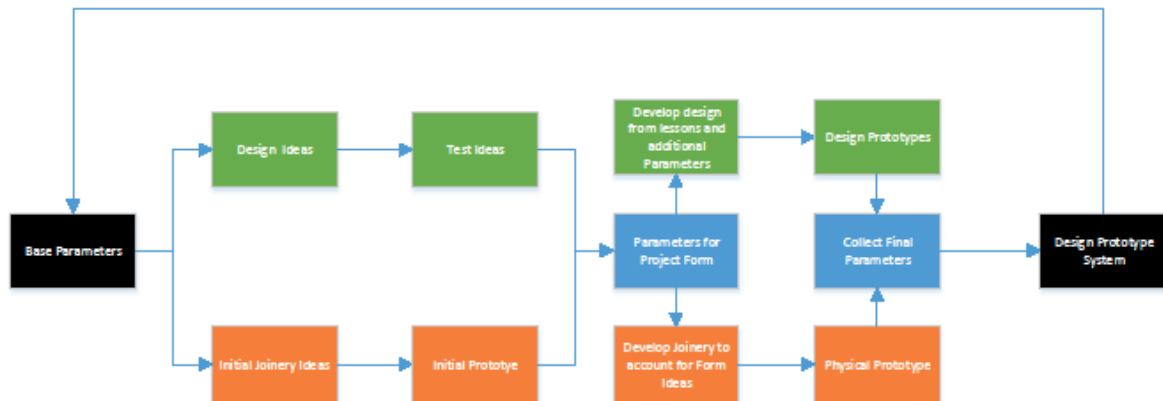 Design Ideas
Test Ideas
Develop design
from lessons and
additional
Parameters
Design Prototypes
Base Parameters
Parameters for
Project Form
Collect Final
Parameters
Design Prototype
System
Initial Joinery Ideas
Initial Prototye
Develop Joinery to
account for Form
Ideas
Physical Prototype